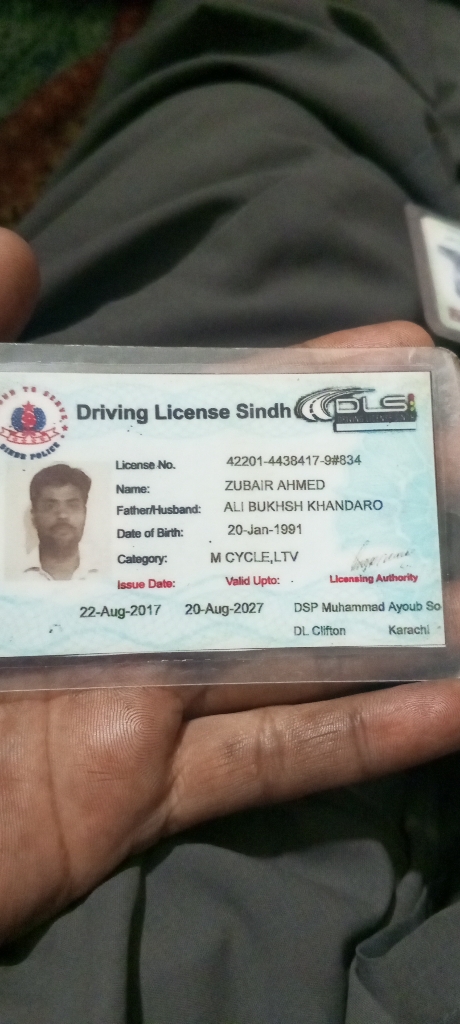 Driving License Sindh DLS
SINDH POLICE
License No. 42201-4438417-9#834
Name: ZUBAIR AHMED
Father/Husband: ALI BUKHSH KHANDARO
Date of Birth: 20-Jan-1991
Category: M CYCLE,LTV
Issue Date: Valid Upto: Licensing Authority
22-Aug-2017 20-Aug-2027 DSP Muhammad Ayoub So
DL Clifton Karachi